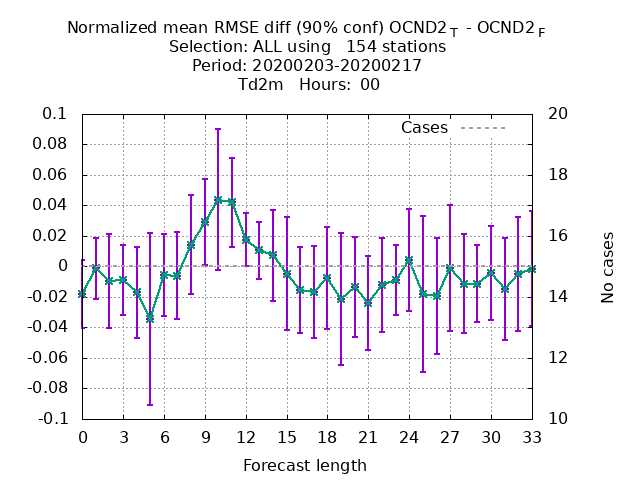 Normalized mean RMSE diff (90% conf) OCND2 T - OCND2 F
Selection: ALL using 154 stations
Period: 20200203-20200217
Td2m Hours: 00
Cases
0.1
0.08
0.06
0.04
0.02
0
-0.02
-0.04
-0.06
-0.08
-0.1
20
18
16
14
12
10
No cases
0 3 6 9 12 15 18 21 24 27 30 33
Forecast length